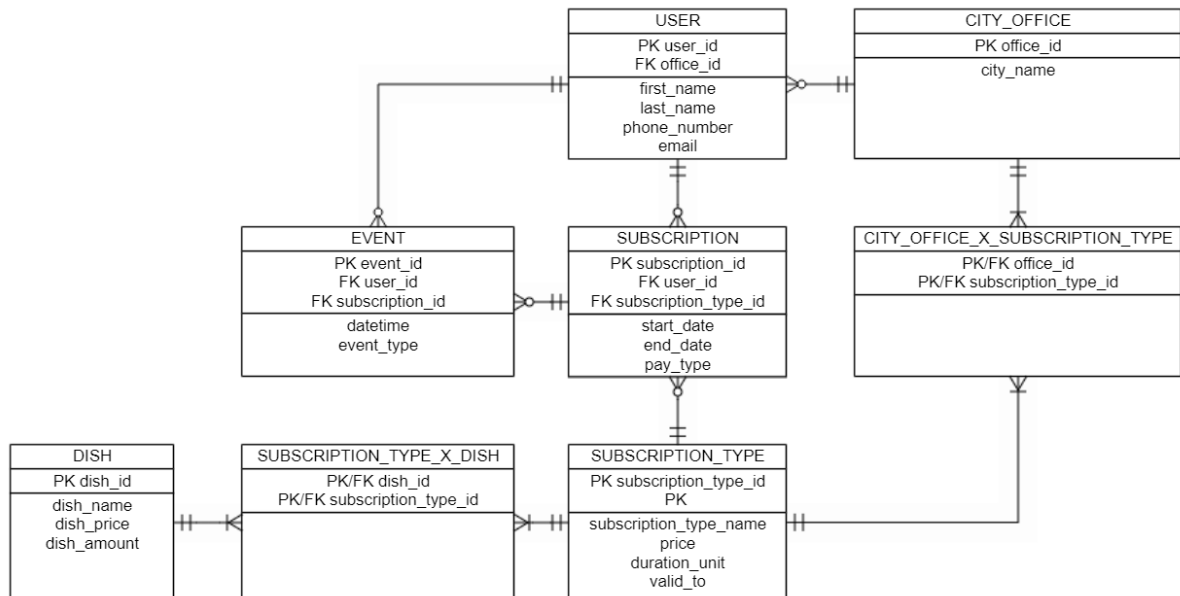 USER
PK user_id
FK office_id
first_name
last_name
phone_number
email
CITY_OFFICE
PK office_id
city_name
EVENT
PK event_id
FK user_id
FK subscription_id
datetime
event_type
SUBSCRIPTION
PK subscription_id
FK user_id
FK subscription_type_id
start_date
end_date
pay_type
CITY_OFFICE_X_SUBSCRIPTION_TYPE
PK/FK office_id
PK/FK subscription_type_id
DISH
PK dish_id
dish_name
dish_price
dish_amount
SUBSCRIPTION_TYPE_X_DISH
PK/FK dish_id
PK/FK subscription_type_id
SUBSCRIPTION_TYPE
PK subscription_type_id
PK
subscription_type_name
price
duration_unit
valid_to